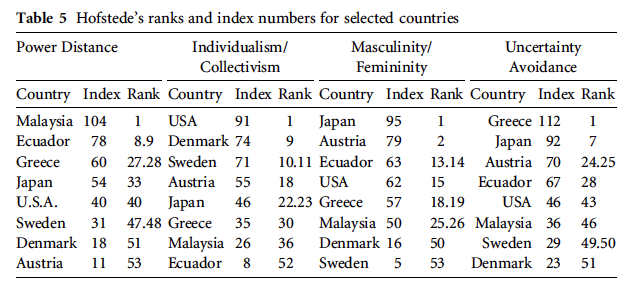 Table 5 Hofstede's ranks and index numbers for selected countries
Power Distance Individualism/ Collectivism Masculinity/ Femininity Uncertainty Avoidance
Country Index Rank Country Index Rank Country Index Rank Country Index Rank
Malaysia 104 1 USA 91 1 Japan 95 1 Greece 112 1
Ecuador 78 8.9 Denmark 74 9 Austria 79 2 Japan 92 7
Greece 60 27.28 Sweden 71 10.11 Ecuador 63 13.14 Austria 70 24.25
Japan 54 33 Austria 55 18 USA 62 15 Ecuador 67 28
U.S.A. 40 40 Japan 46 22.23 Greece 57 18.19 USA 46 43
Sweden 31 47.48 Greece 35 30 Malaysia 50 25.26 Malaysia 36 46
Denmark 18 51 Malaysia 26 36 Denmark 16 50 Sweden 29 49.50
Austria 11 53 Ecuador 8 52 Sweden 5 53 Denmark 23 51